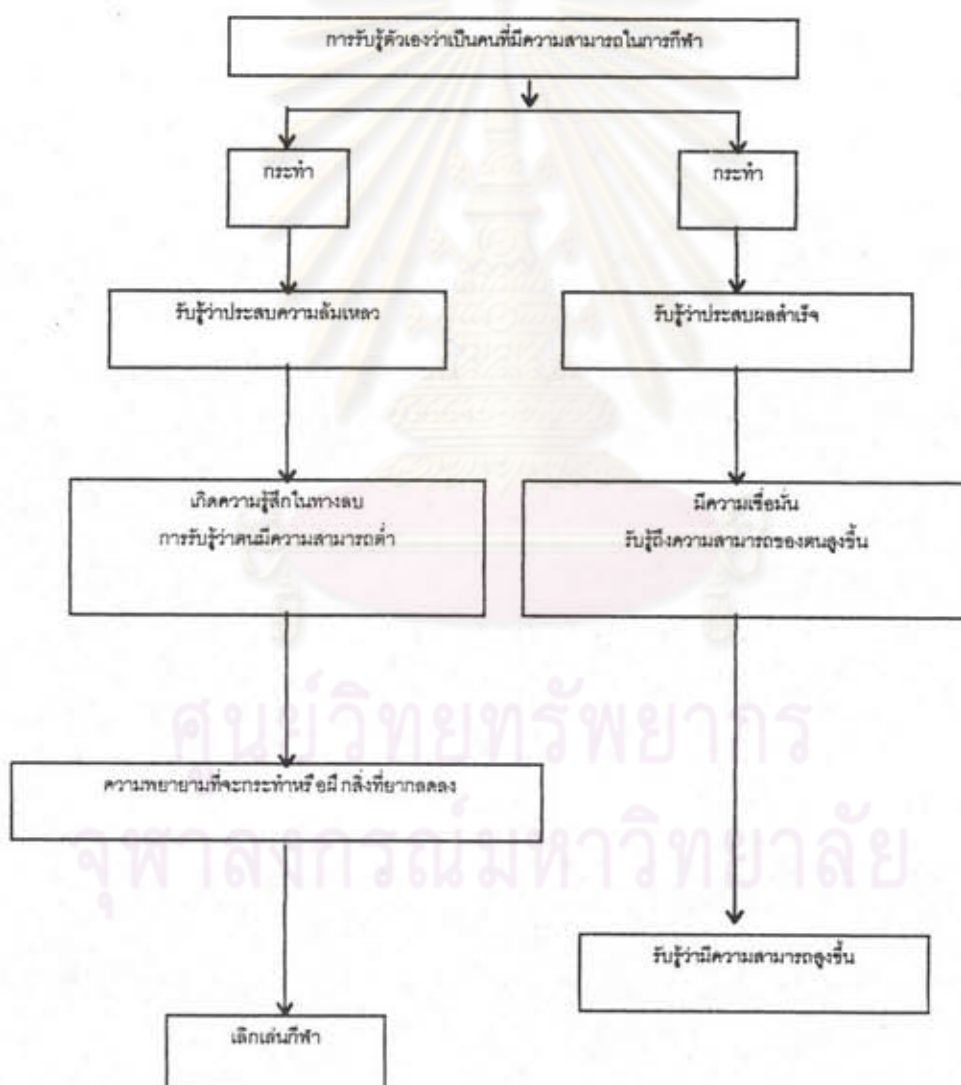 การรับรู้ตัวเองว่าเป็นคนที่มีความสามารถในการกีฬา
กระทำ
กระทำ
รับรู้ว่าประสบความล้มเหลว
รับรู้ว่าประสบผลสำเร็จ
เกิดความรู้สึกในทางลบ
การรับรู้ว่าตนมีความสามารถต่ำ
มีความเชื่อมั่น
รับรู้ถึงความสามารถของตนสูงขึ้น
ความพยายามที่จะกระทำหรือฝึกสิ่งที่ยากลดลง
รับรู้ว่ามีความสามารถสูงขึ้น
เลิกเล่นกีฬา
ศูนย์วิทยทรัพยากร
จุฬาลงกรณ์มหาวิทยาลัย